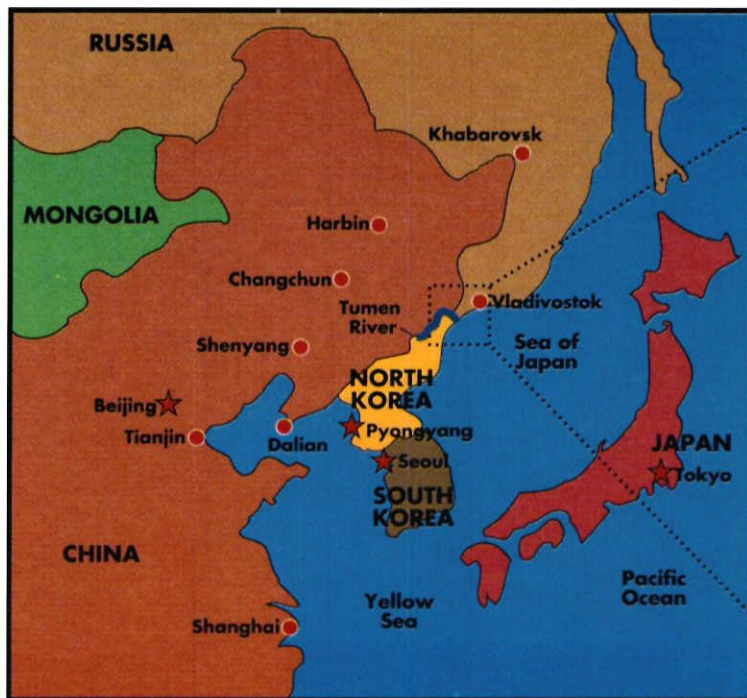 RUSSIA
Khabarovsk
MONGOLIA
Harbin
Changchun
Vladivostok
Tumen
River
Sea of
Japan
Shenyang
NORTH
KOREA
Beijing
Tianjin
Dalian
Pyongyang
JAPAN
Seoul
Tokyo
SOUTH
KOREA
CHINA
Pacific
Ocean
Yellow
Sea
Shanghai